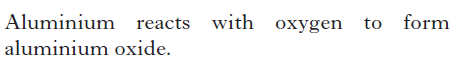 Aluminium reacts with oxygen to form
aluminium oxide.